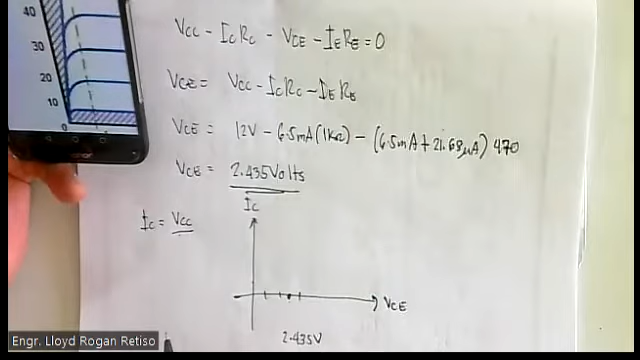 40
30
20
10
0
Vcc - IcRc - VCE - IERE = 0
VCE = Vcc - IcRc - IERE
VCE = 12V - 6.5mA(1kΩ) - (6.5mA + 21.68μA) 470
VCE = 2.435Volts
Ic = Vcc
Ic
VCE
2.435V
Engr. Lloyd Rogan Retiso